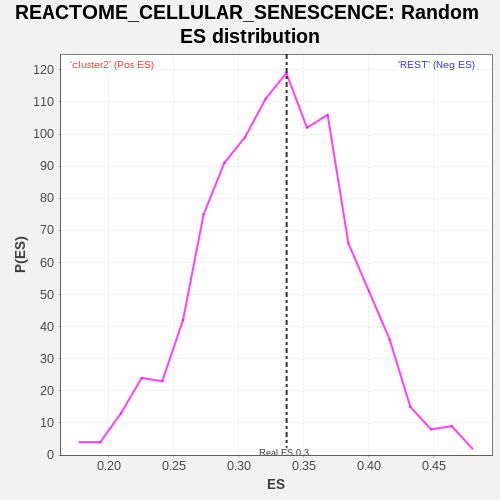 REACTOME_CELLULAR_SENESCENCE: Random
ES distribution
'cluster2' (Pos ES)
'REST' (Neg ES)
120
110
100
90
80
70
60
50
40
30
20
10
0
P(ES)
Real ES 0.3
0.20 0.25 0.30 0.35 0.40 0.45
ES